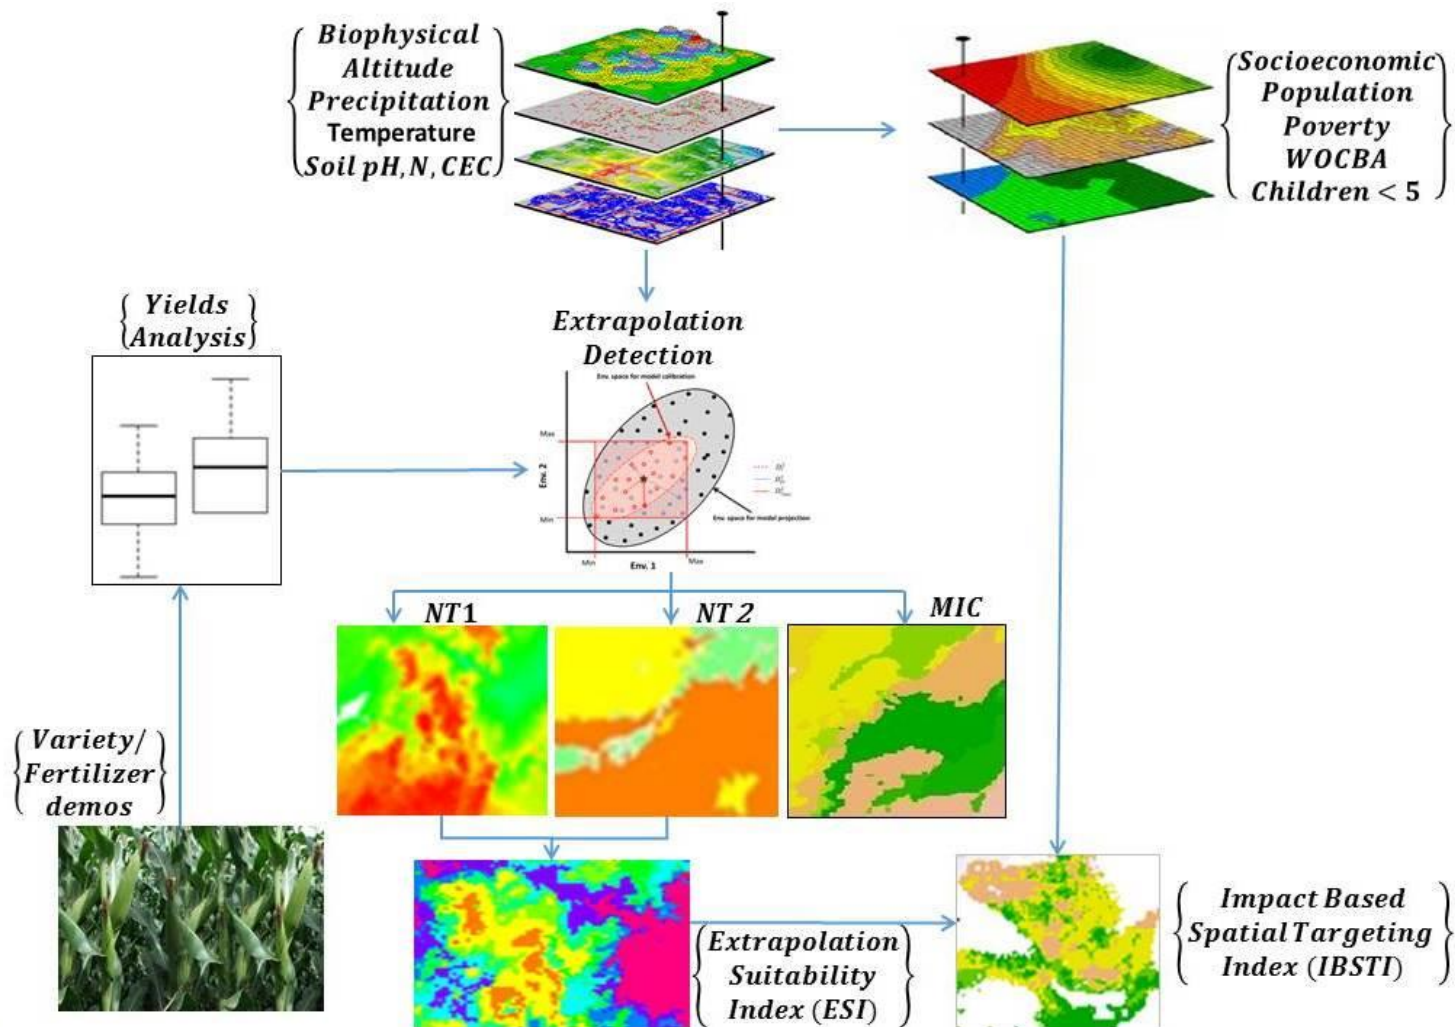 Biophysical
Altitude
Precipitation
Temperature
Soil pH, N, CEC
Socioeconomic
Population
Poverty
WOCBA
Children < 5
Yields
Analysis
Extrapolation
Detection
Env. space for model calibration
Max
Env. 2
Min
Env. space for model projection
Min
Max
Env. 1
NT1
NT 2
MIC
Variety/
Fertilizer
demos
Extrapolation
Suitability
Index (ESI)
Impact Based
Spatial Targeting
Index (IBSTI)